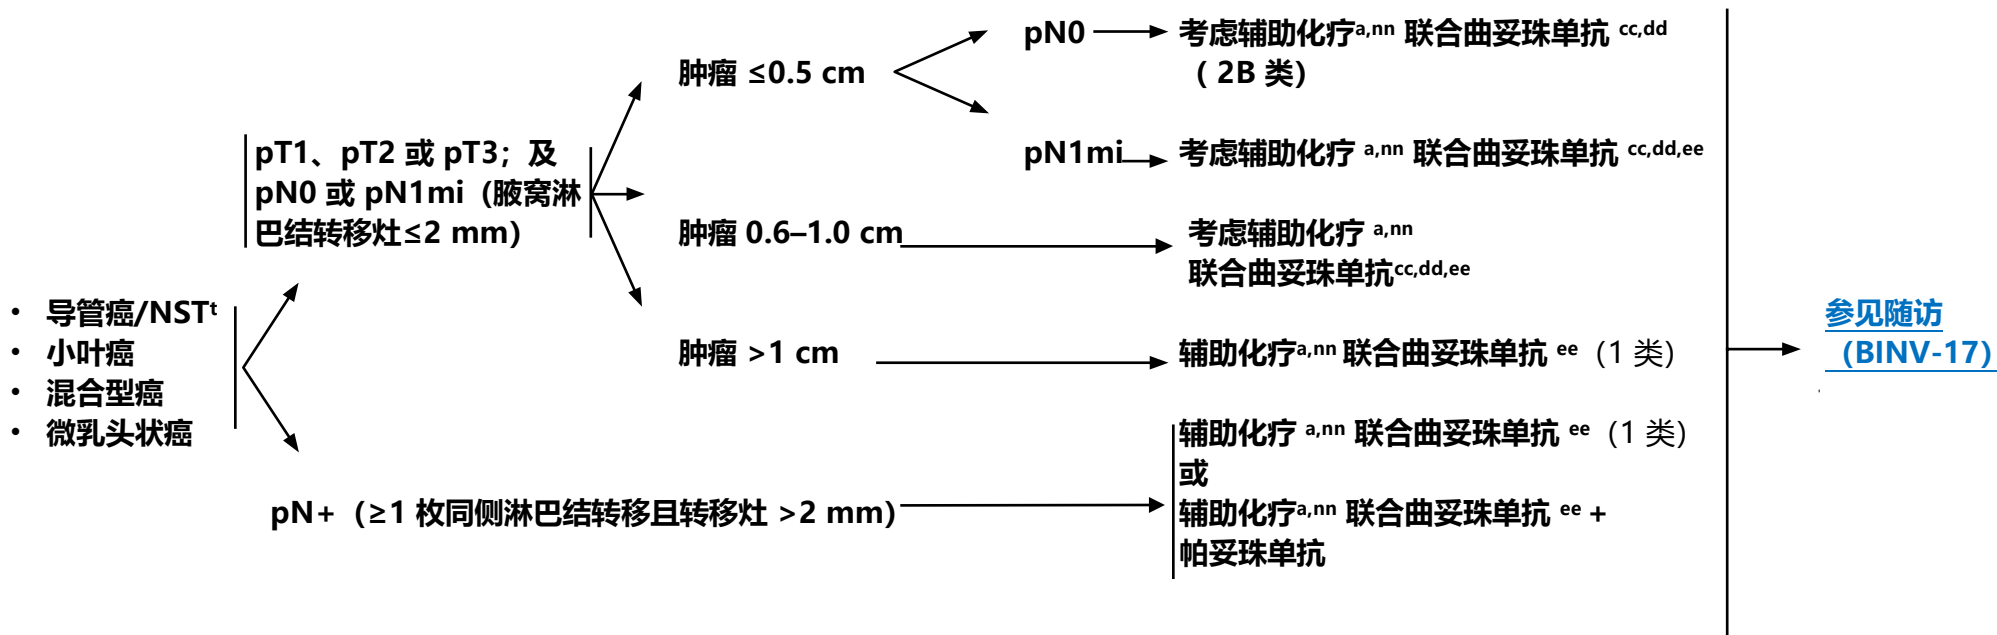 • 导管癌/NSTᵗ
• 小叶癌
• 混合型癌
• 微乳头状癌
pT1、pT2 或 pT3；及
pN0 或 pN1mi（腋窝淋
巴结转移灶≤2 mm）
肿瘤 ≤0.5 cm
pN0
考虑辅助化疗a,nn 联合曲妥珠单抗 cc,dd
（ 2B 类）
pN1mi
考虑辅助化疗 a,nn 联合曲妥珠单抗 cc,dd,ee
肿瘤 0.6–1.0 cm
考虑辅助化疗 a,nn
联合曲妥珠单抗cc,dd,ee
肿瘤 >1 cm
辅助化疗a,nn 联合曲妥珠单抗 ee（1 类）
pN+（≥1 枚同侧淋巴结转移且转移灶 >2 mm）
辅助化疗 a,nn 联合曲妥珠单抗 ee（1 类）
或
辅助化疗a,nn 联合曲妥珠单抗 ee +
帕妥珠单抗
参见随访
（BINV-17）